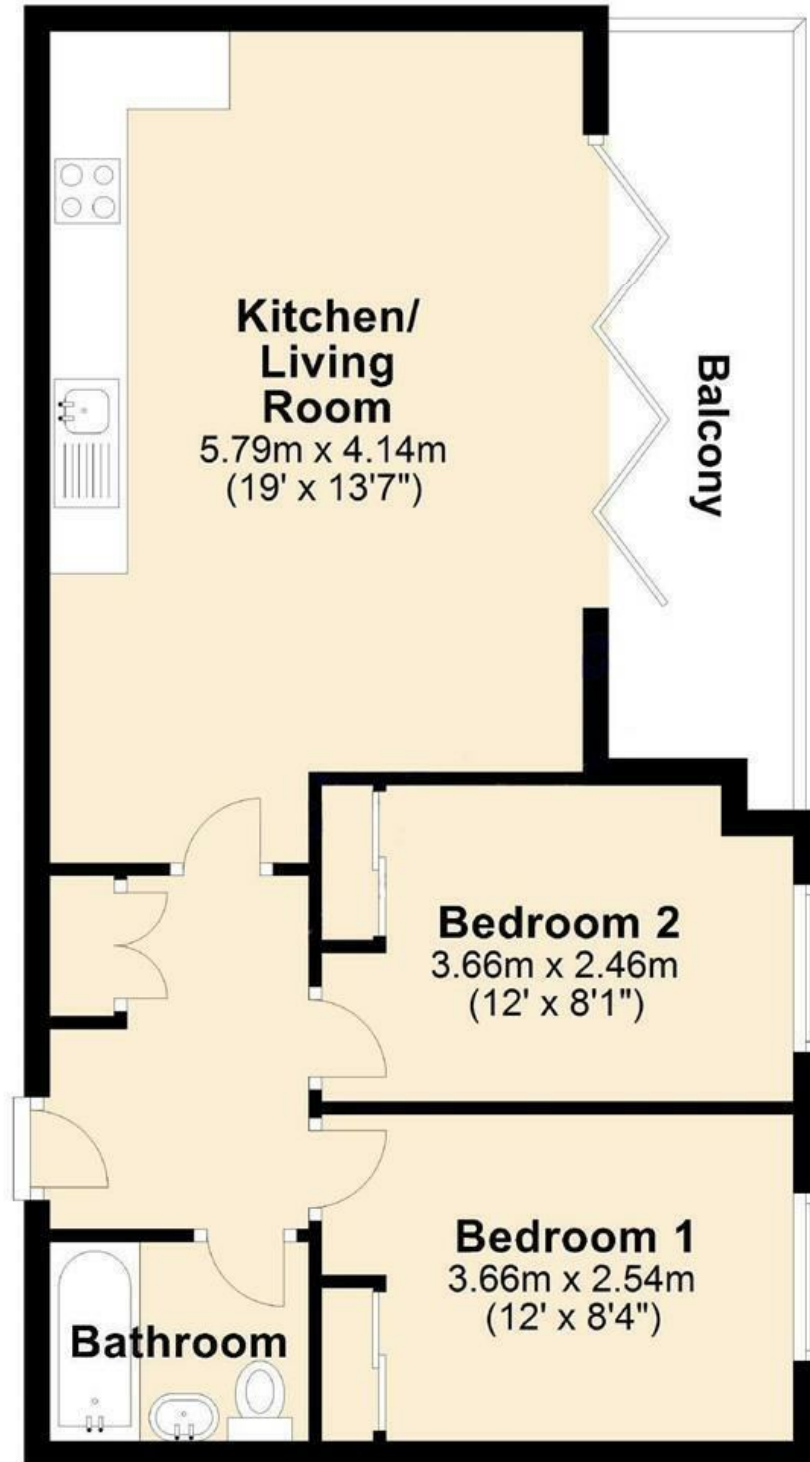 Kitchen/
Living
Room
5.79m x 4.14m
(19' x 13'7")
Balcony
Bedroom 2
3.66m x 2.46m
(12' x 8'1")
Bedroom 1
3.66m x 2.54m
(12' x 8'4")
Bathroom